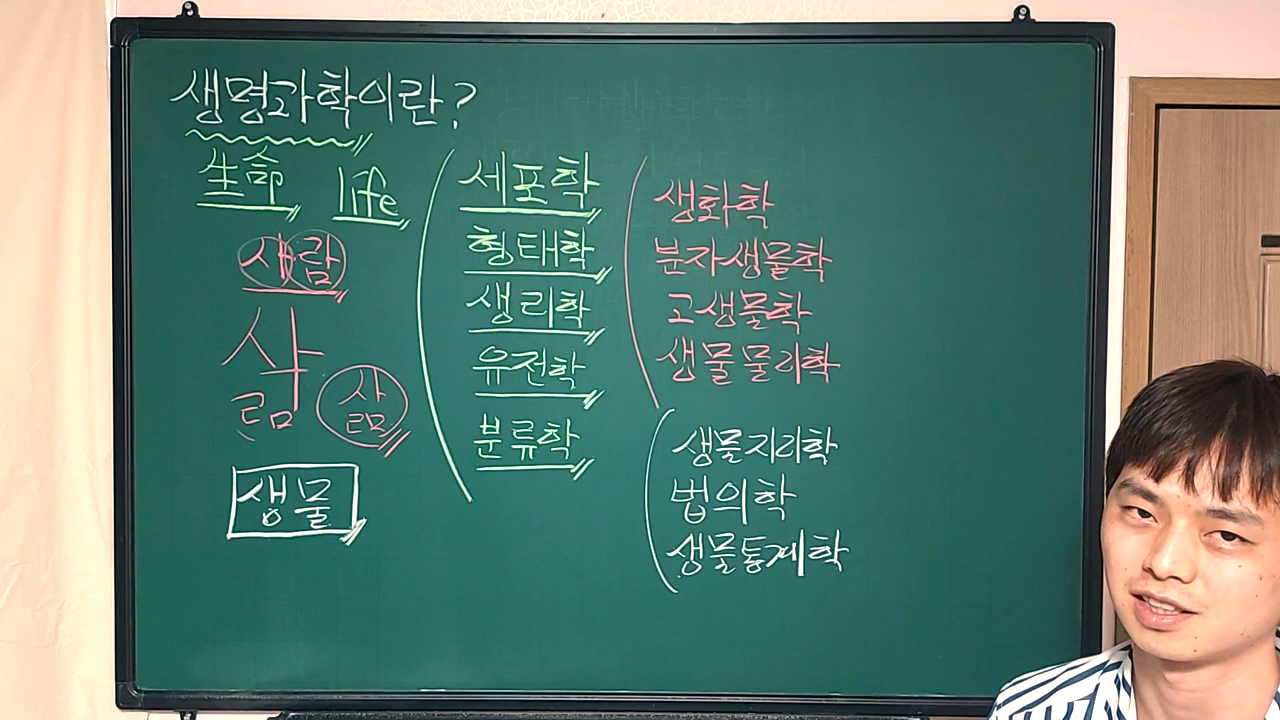 생명과학이란?
生命 life
사람
삶
삶
람
생물
세포학
형태학
생리학
유전학
분류학
생화학
분자생물학
고생물학
생물물리학
생물지리학
법의학
생물통계학